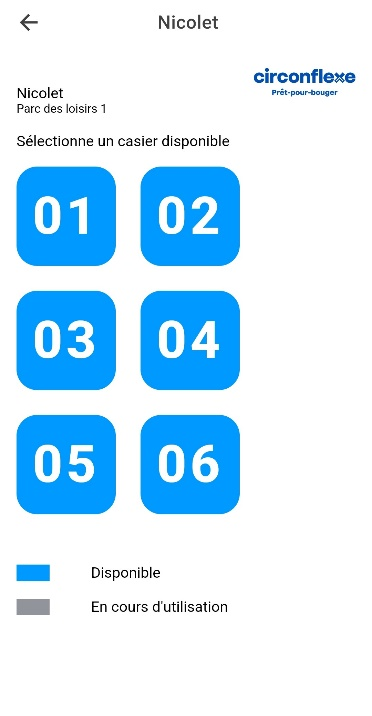 Nicolet
circonflexe
Prêt-pour-bouger
Nicolet
Parc des loisirs 1
Sélectionne un casier disponible
01 02
03 04
05 06
Disponible
En cours d'utilisation